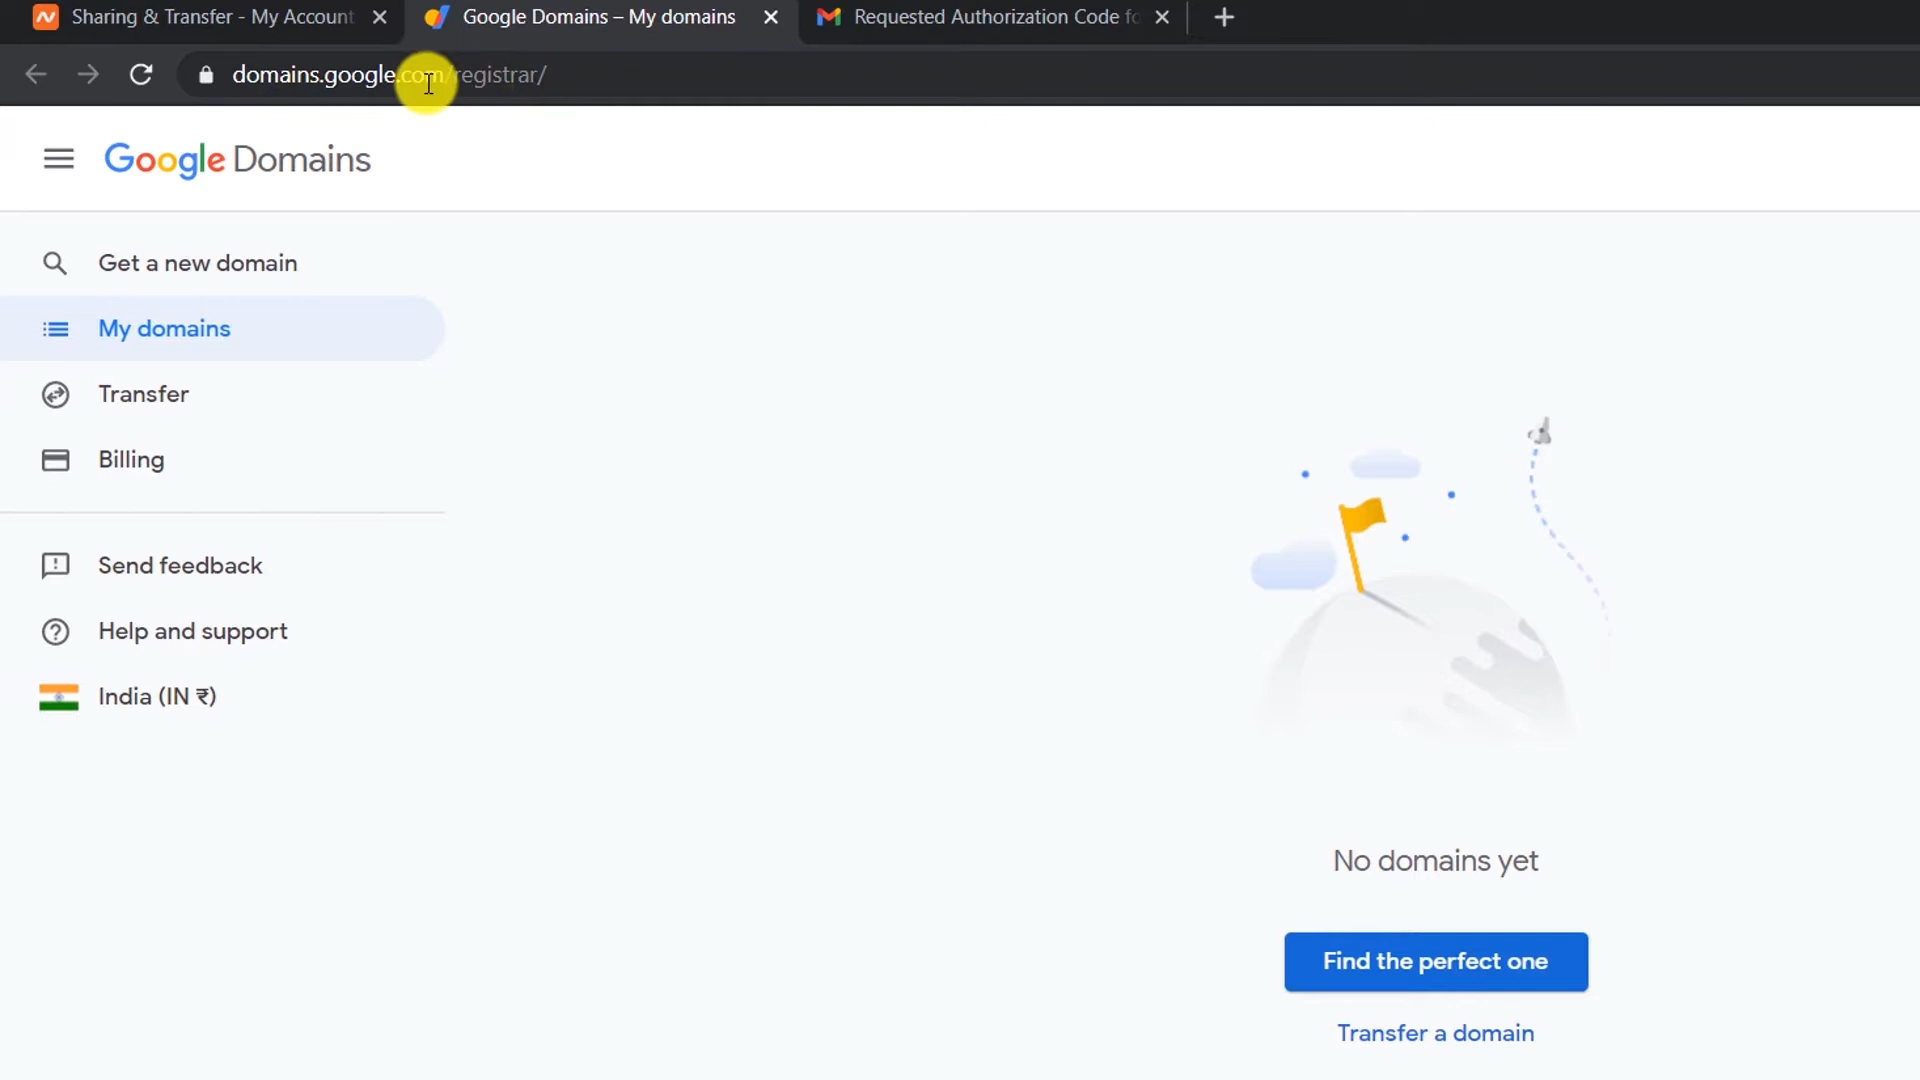 Sharing & Transfer - My Account
Google Domains – My domains
Requested Authorization Code fo
domains.google.com/registrar/
Google Domains
Get a new domain
My domains
Transfer
Billing
Send feedback
Help and support
India (IN ₹)
No domains yet
Find the perfect one
Transfer a domain